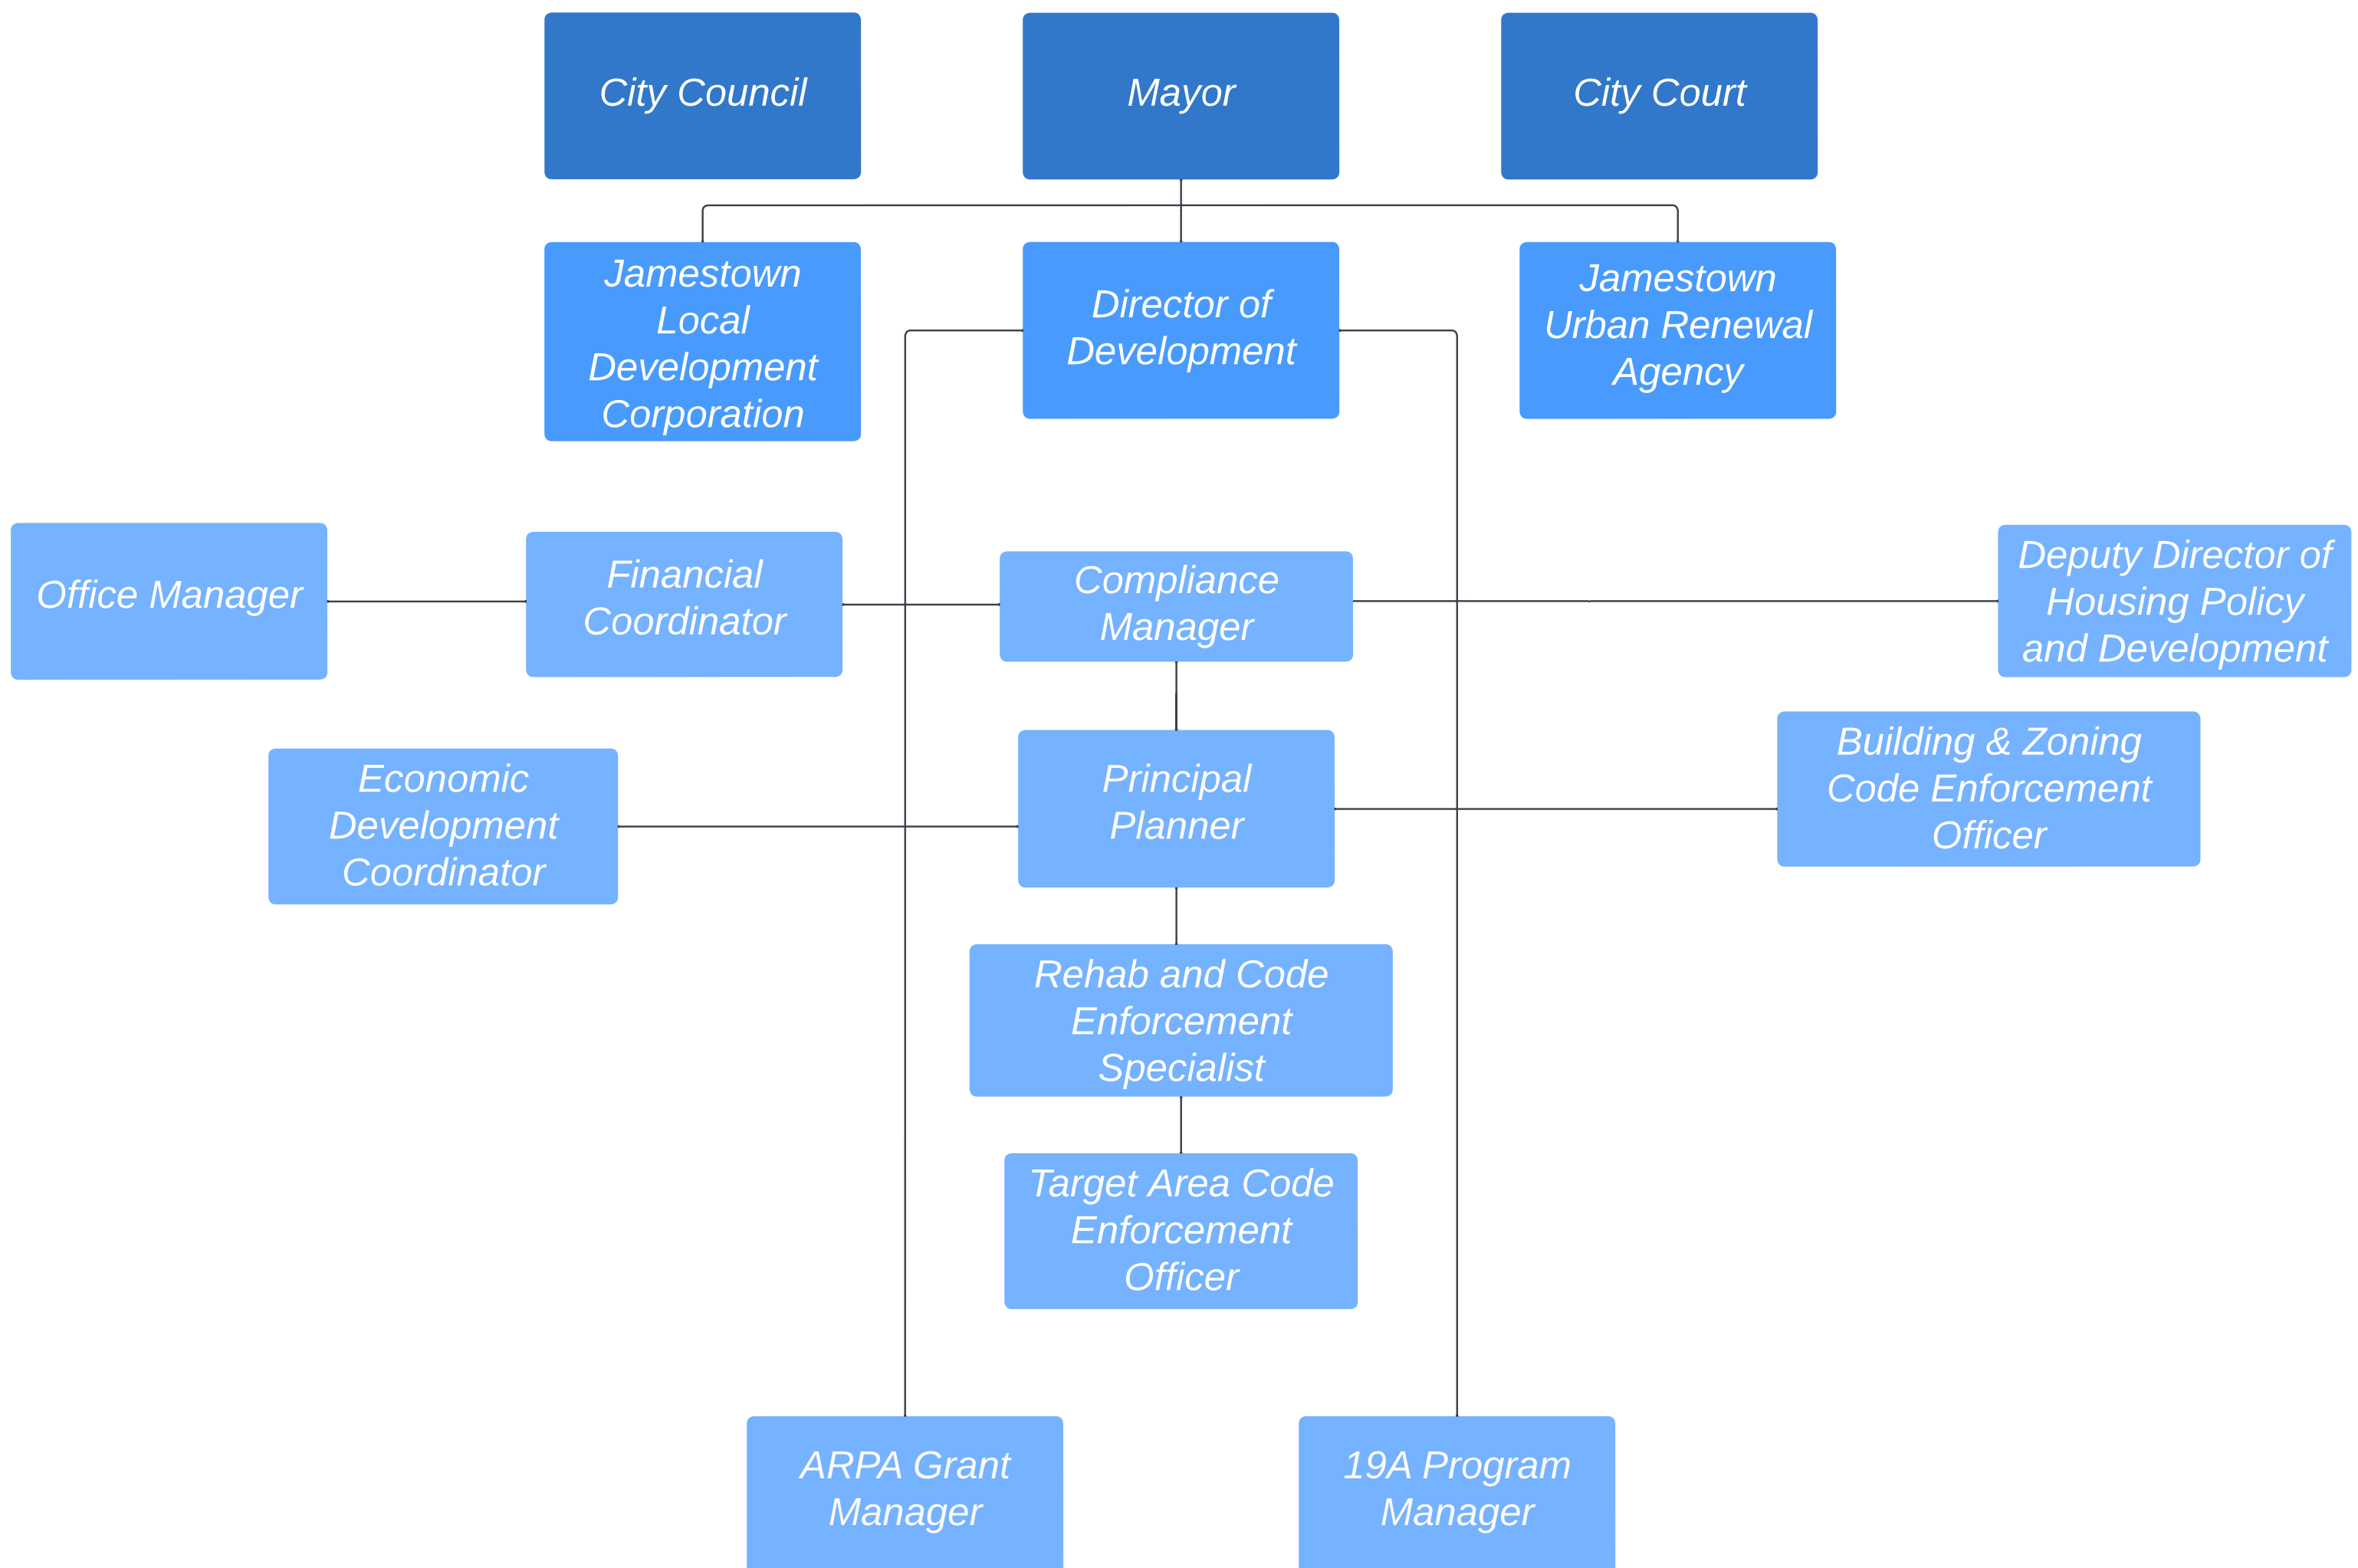 City Council
Mayor
City Court
Jamestown
Local
Development
Corporation
Director of
Development
Jamestown
Urban Renewal
Agency
Office Manager
Financial
Coordinator
Compliance
Manager
Deputy Director of
Housing Policy
and Development
Economic
Development
Coordinator
Principal
Planner
Building & Zoning
Code Enforcement
Officer
Rehab and Code
Enforcement
Specialist
Target Area Code
Enforcement
Officer
ARPA Grant
Manager
19A Program
Manager